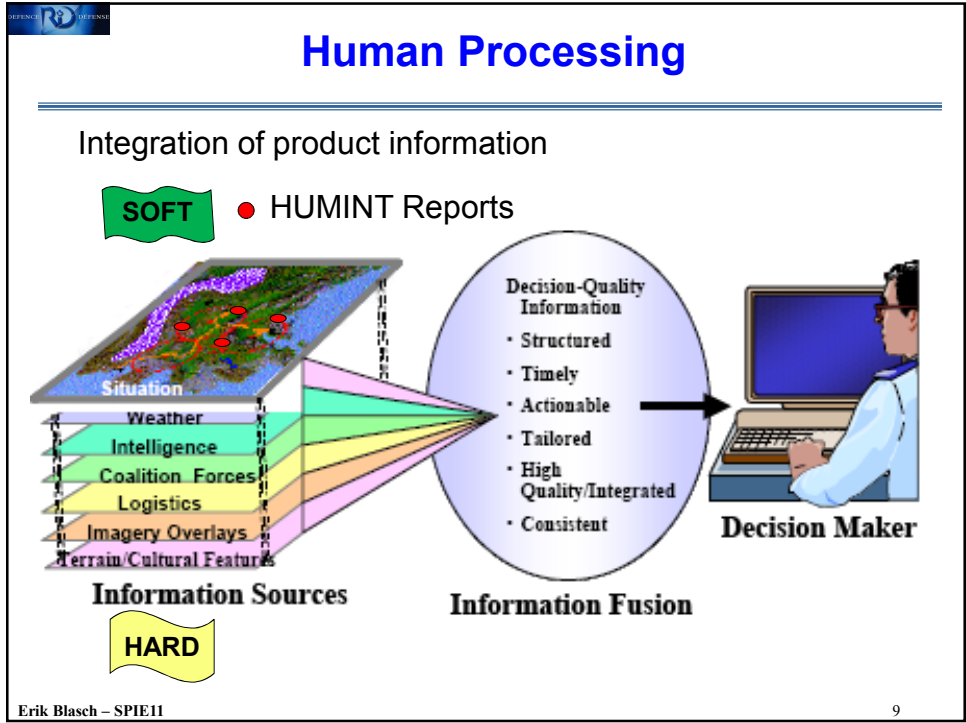 DEFENCE R&D DEFENSE
Human Processing
Integration of product information
SOFT
HUMINT Reports
Situation
Weather
Intelligence
Coalition Forces
Logistics
Imagery Overlays
Terrain/Cultural Features
Information Sources
HARD
Decision-Quality
Information
· Structured
· Timely
· Actionable
· Tailored
· High
Quality/Integrated
· Consistent
Information Fusion
Decision Maker
Erik Blasch – SPIE11
9